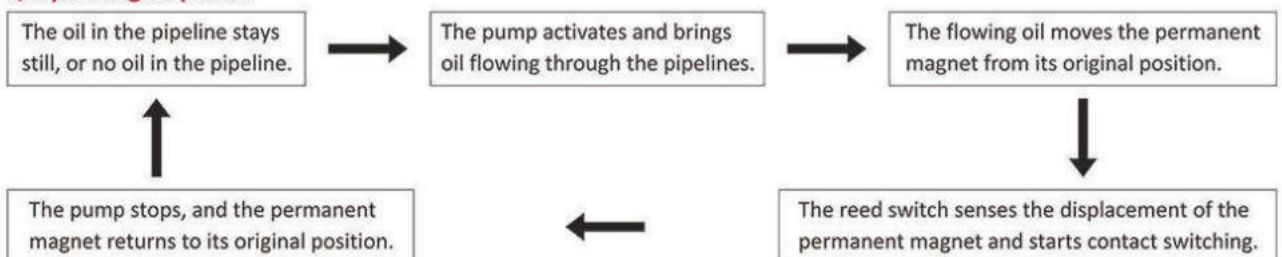 The oil in the pipeline stays
still, or no oil in the pipeline.
The pump activates and brings
oil flowing through the pipelines.
The flowing oil moves the permanent
magnet from its original position.
The reed switch senses the displacement of the
permanent magnet and starts contact switching.
The pump stops, and the permanent
magnet returns to its original position.